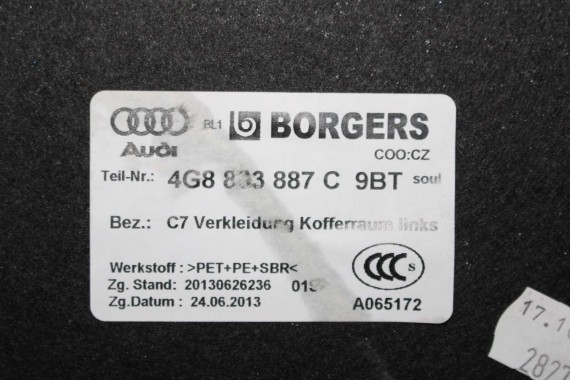 BL1 BORGERS
Audi
COO:CZ
Teil-Nr.: 4G8 833 887 C 9BT soul
Bez.: C7 Verkleidung Kofferraum links
Werkstoff : >PET+PE+SBR<
Zg. Stand: 20130626236
Zg.Datum : 24.06.2013
CCC S
A065172